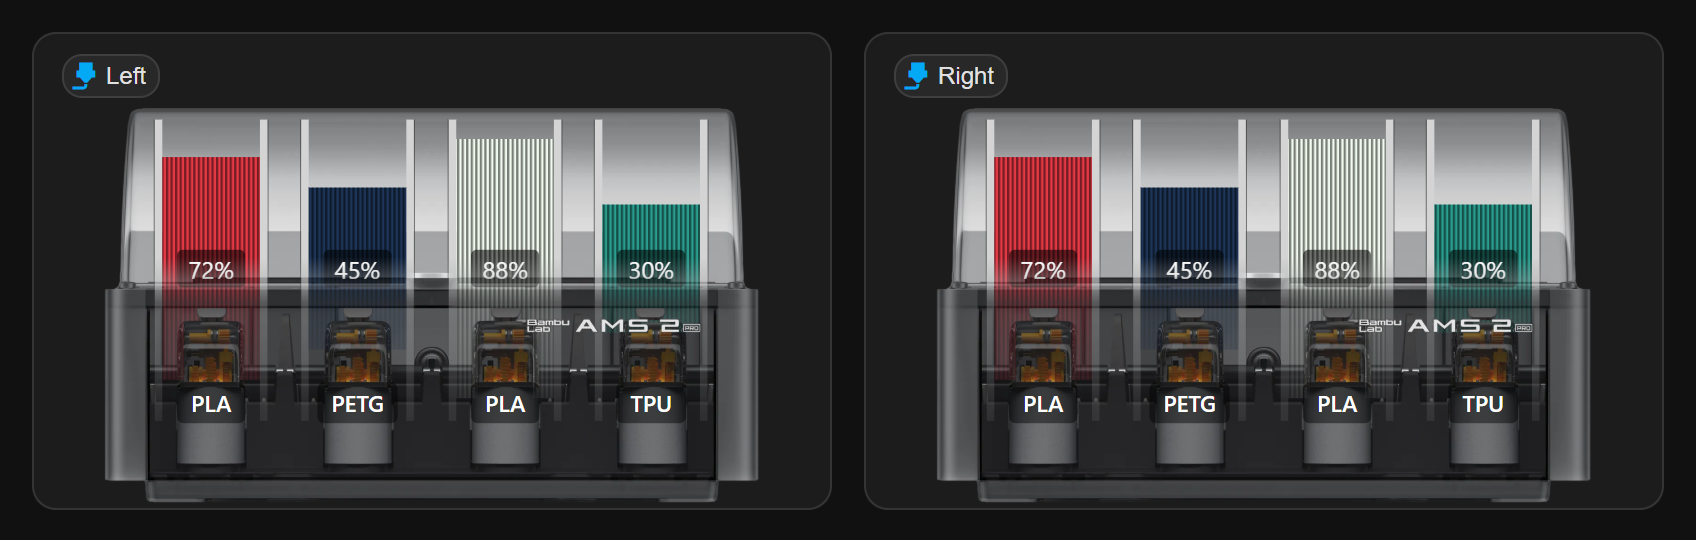 Left
72%
45%
88%
30%
Bambu Lab AMS 2 PRO
PLA
PETG
PLA
TPU
Right
72%
45%
88%
30%
Bambu Lab AMS 2 PRO
PLA
PETG
PLA
TPU